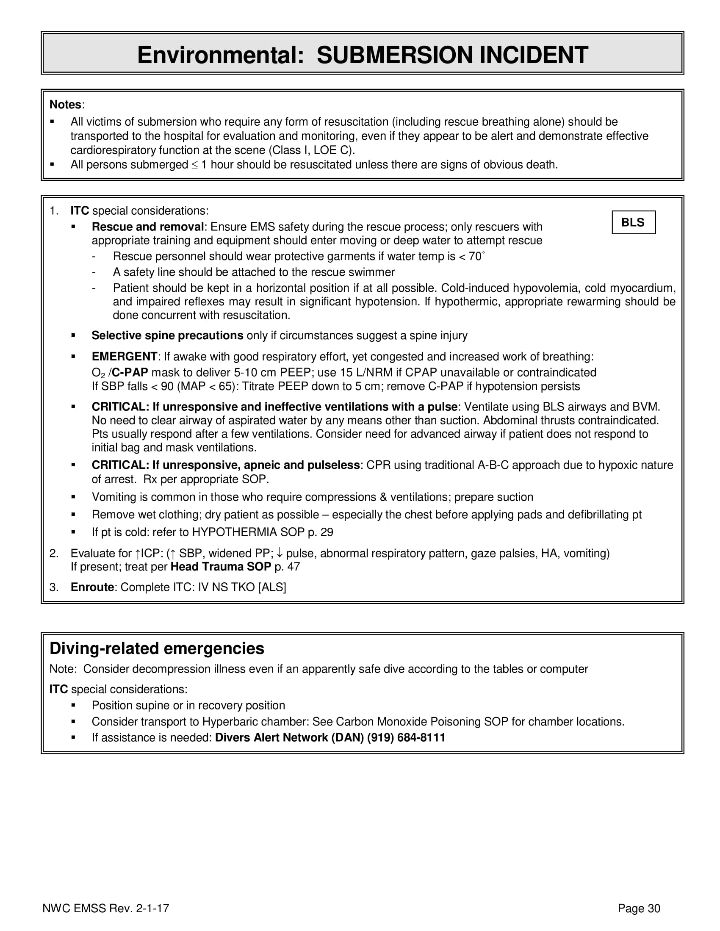 Environmental:  SUBMERSION INCIDENT
Notes:
▪ All victims of submersion who require any form of resuscitation (including rescue breathing alone) should be
transported to the hospital for evaluation and monitoring, even if they appear to be alert and demonstrate effective
cardiorespiratory function at the scene (Class I, LOE C).
▪ All persons submerged ≤ 1 hour should be resuscitated unless there are signs of obvious death.
1. ITC special considerations:
BLS
▪ Rescue and removal: Ensure EMS safety during the rescue process; only rescuers with
appropriate training and equipment should enter moving or deep water to attempt rescue
- Rescue personnel should wear protective garments if water temp is < 70°
- A safety line should be attached to the rescue swimmer
- Patient should be kept in a horizontal position if at all possible. Cold-induced hypovolemia, cold myocardium,
and impaired reflexes may result in significant hypotension. If hypothermic, appropriate rewarming should be
done concurrent with resuscitation.
▪ Selective spine precautions only if circumstances suggest a spine injury
▪ EMERGENT: If awake with good respiratory effort, yet congested and increased work of breathing:
O₂ /C-PAP mask to deliver 5-10 cm PEEP; use 15 L/NRM if CPAP unavailable or contraindicated
If SBP falls < 90 (MAP < 65): Titrate PEEP down to 5 cm; remove C-PAP if hypotension persists
▪ CRITICAL: If unresponsive and ineffective ventilations with a pulse: Ventilate using BLS airways and BVM.
No need to clear airway of aspirated water by any means other than suction. Abdominal thrusts contraindicated.
Pts usually respond after a few ventilations. Consider need for advanced airway if patient does not respond to
initial bag and mask ventilations.
▪ CRITICAL: If unresponsive, apneic and pulseless: CPR using traditional A-B-C approach due to hypoxic nature
of arrest.  Rx per appropriate SOP.
▪ Vomiting is common in those who require compressions & ventilations; prepare suction
▪ Remove wet clothing; dry patient as possible – especially the chest before applying pads and defibrillating pt
▪ If pt is cold: refer to HYPOTHERMIA SOP p. 29
2. Evaluate for ↑ICP: (↑ SBP, widened PP; ↓ pulse, abnormal respiratory pattern, gaze palsies, HA, vomiting)
If present; treat per Head Trauma SOP p. 47
3. Enroute: Complete ITC: IV NS TKO [ALS]
Diving-related emergencies
Note:  Consider decompression illness even if an apparently safe dive according to the tables or computer
ITC special considerations:
▪ Position supine or in recovery position
▪ Consider transport to Hyperbaric chamber: See Carbon Monoxide Poisoning SOP for chamber locations.
▪ If assistance is needed: Divers Alert Network (DAN) (919) 684-8111
NWC EMSS Rev. 2-1-17
Page 30